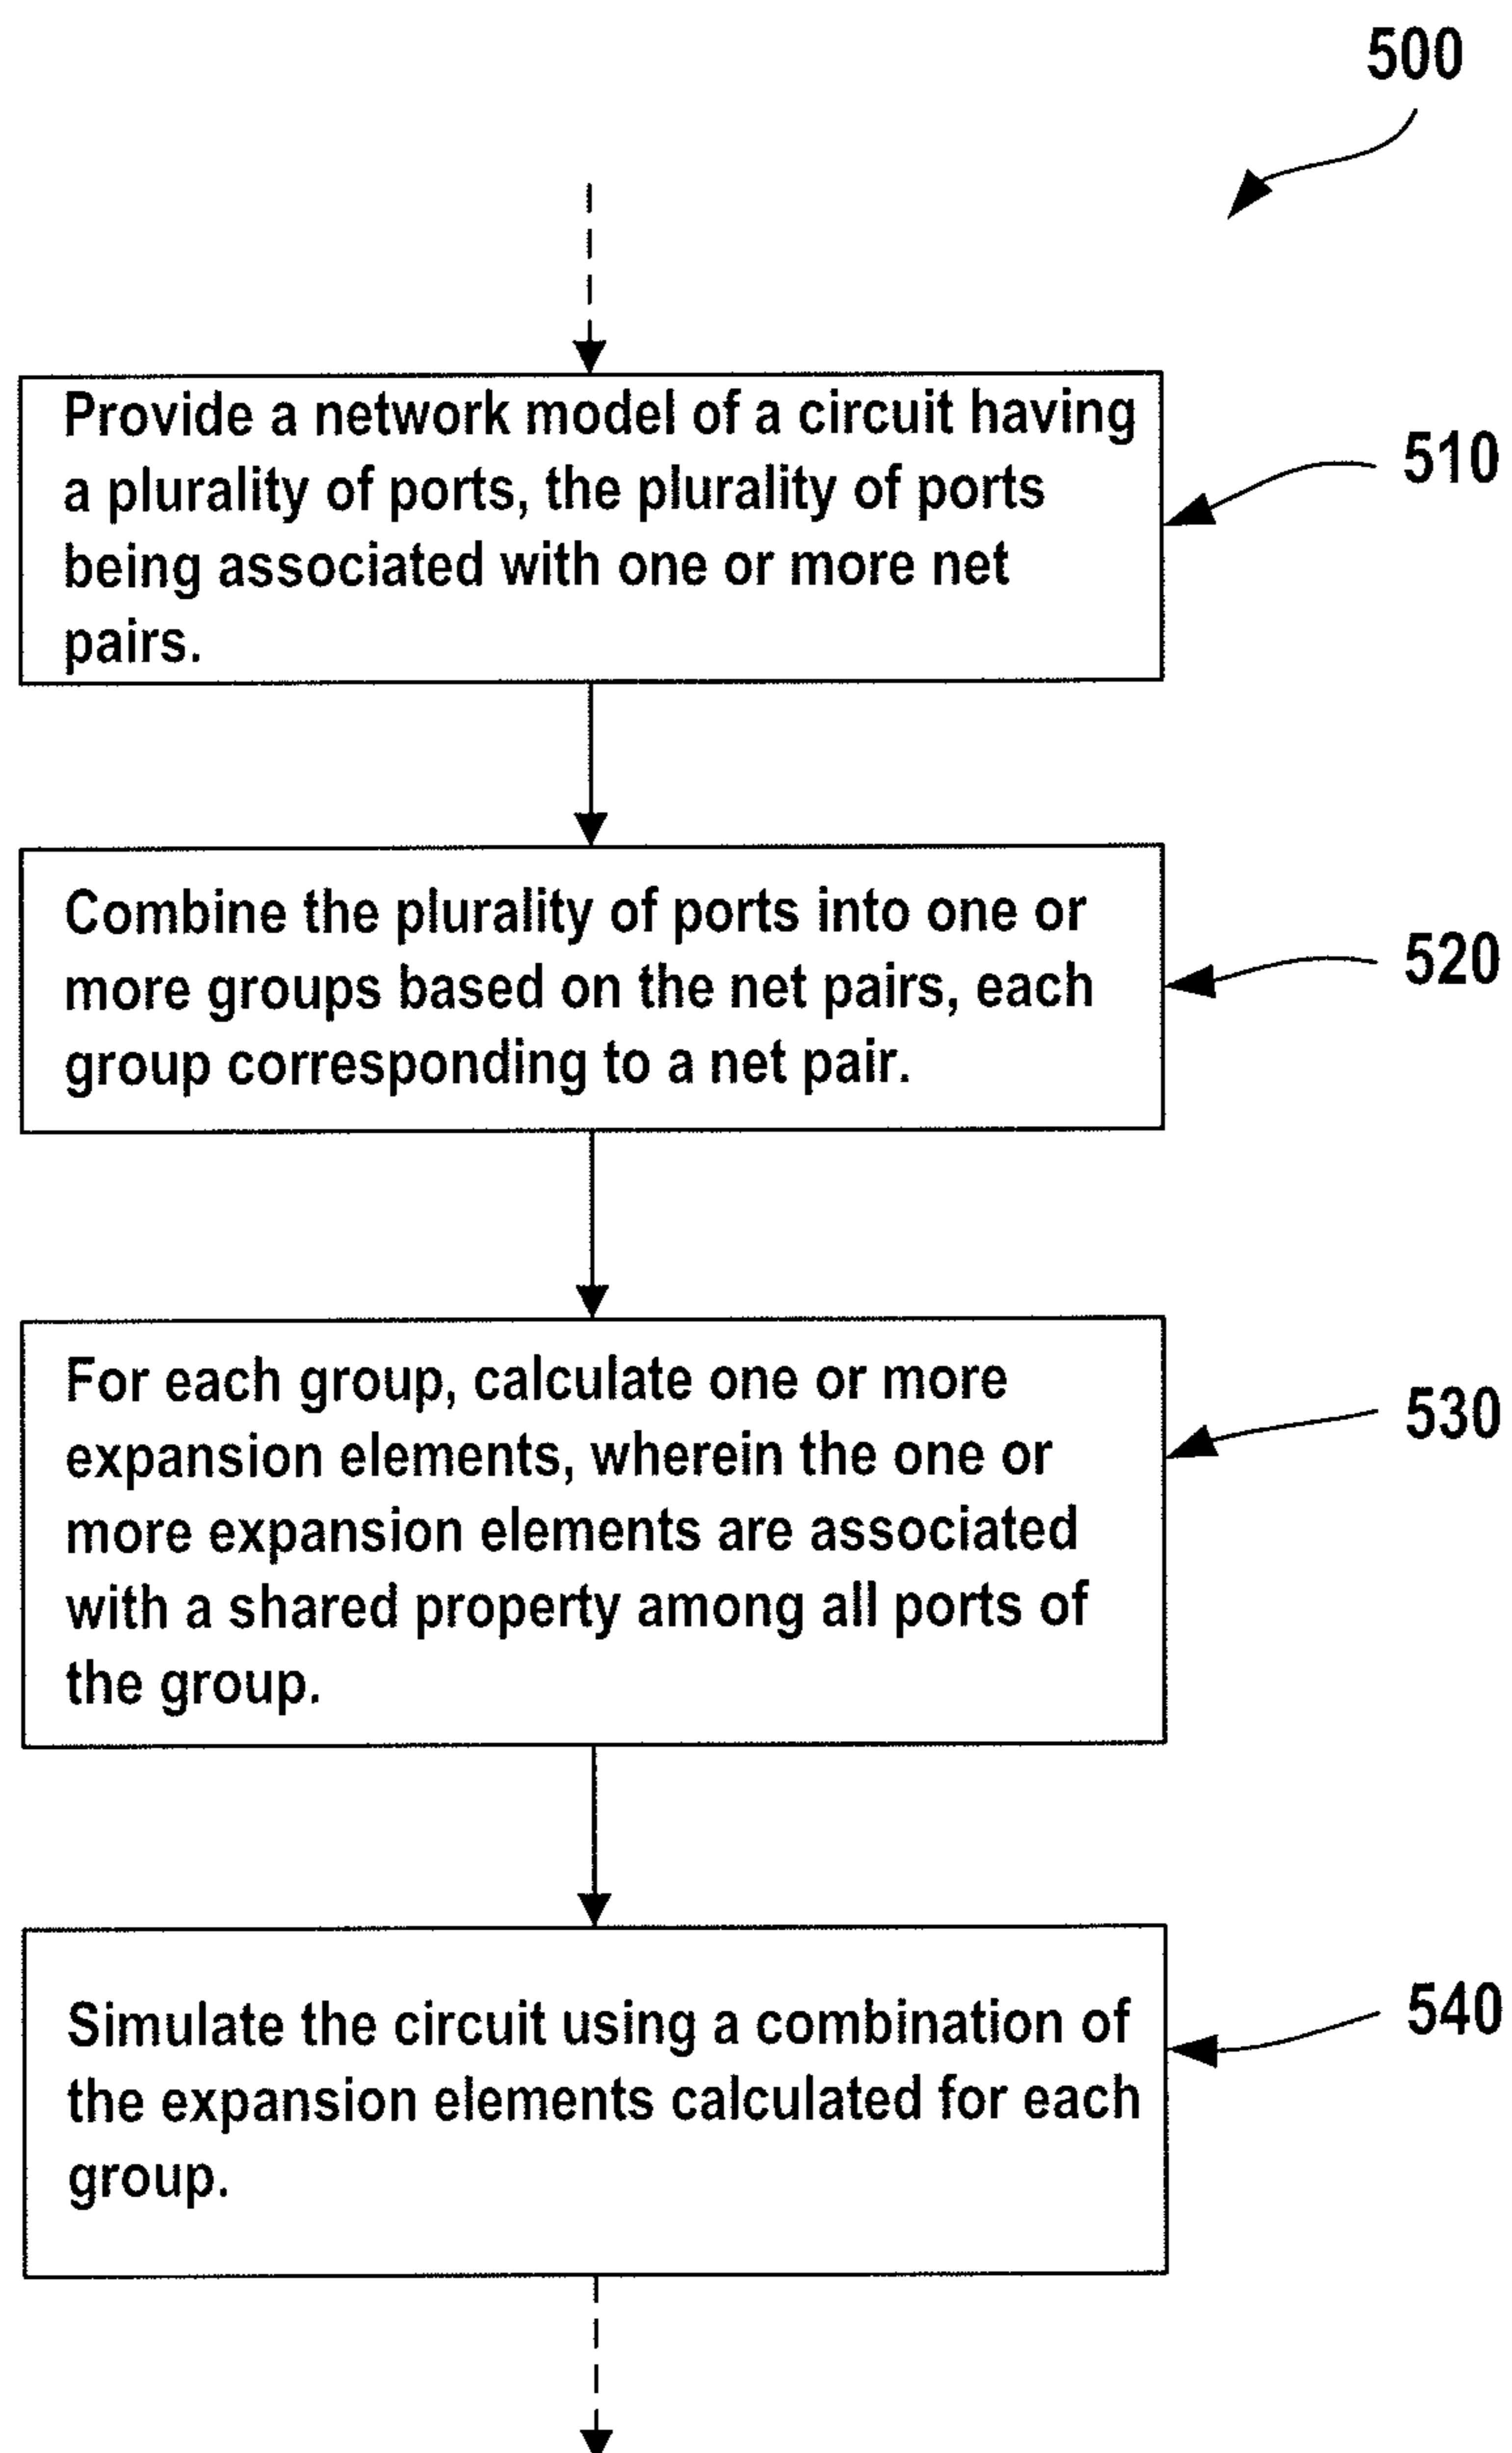 500
Provide a network model of a circuit having
a plurality of ports, the plurality of ports
being associated with one or more net
pairs.
510
Combine the plurality of ports into one or
more groups based on the net pairs, each
group corresponding to a net pair.
520
For each group, calculate one or more
expansion elements, wherein the one or
more expansion elements are associated
with a shared property among all ports of
the group.
530
Simulate the circuit using a combination of
the expansion elements calculated for each
group.
540